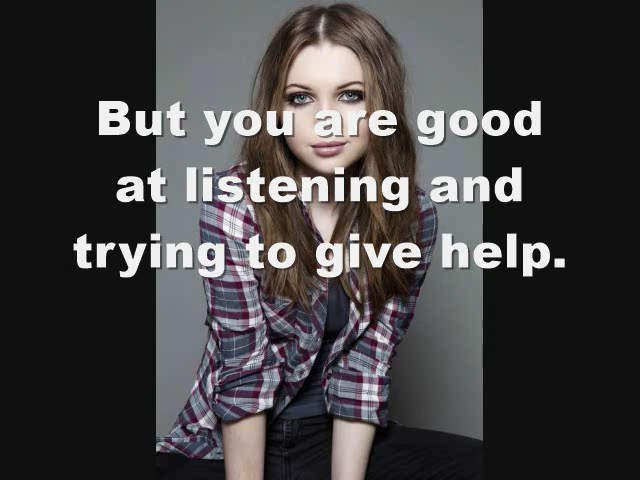 But you are good
at listening and
trying to give help.